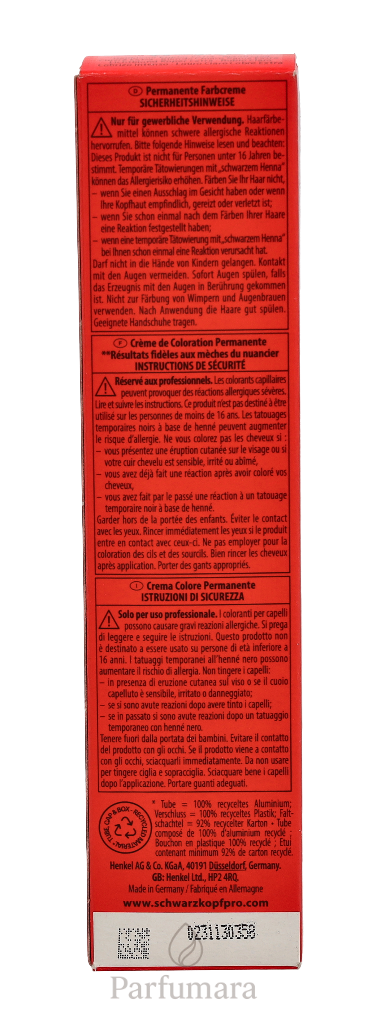 D Permanente Farbcreme
SICHERHEITSHINWEISE
Nur für gewerbliche Verwendung. Haarfärbe-
mittel können schwere allergische Reaktionen
hervorrufen. Bitte folgende Hinweise lesen und beachten:
Dieses Produkt ist nicht für Personen unter 16 Jahren be-
stimmt. Temporäre Tätowierungen mit „schwarzem Henna“
können das Allergierisiko erhöhen. Färben Sie Ihr Haar nicht,
– wenn Sie einen Ausschlag im Gesicht haben oder wenn
Ihre Kopfhaut empfindlich, gereizt oder verletzt ist;
– wenn Sie schon einmal nach dem Färben Ihrer Haare
eine Reaktion festgestellt haben;
– wenn eine temporäre Tätowierung mit „schwarzem Henna“
bei Ihnen schon einmal eine Reaktion verursacht hat.
Darf nicht in die Hände von Kindern gelangen. Kontakt
mit den Augen vermeiden. Sofort Augen spülen, falls
das Erzeugnis mit den Augen in Berührung gekommen
ist. Nicht zur Färbung von Wimpern und Augenbrauen
verwenden. Nach Anwendung die Haare gut spülen.
Geeignete Handschuhe tragen.
F Crème de Coloration Permanente
**Résultats fidèles aux mèches du nuancier
INSTRUCTIONS DE SÉCURITÉ
Réservé aux professionnels. Les colorants capillaires
peuvent provoquer des réactions allergiques sévères.
Lire et suivre les instructions. Ce produit n'est pas destiné à être
utilisé sur les personnes de moins de 16 ans. Les tatouages
temporaires noirs à base de henné peuvent augmenter
le risque d'allergie. Ne vous colorez pas les cheveux si :
– vous présentez une éruption cutanée sur le visage ou si
votre cuir chevelu est sensible, irrité ou abîmé,
– vous avez déjà fait une réaction après avoir coloré vos
cheveux,
– vous avez fait par le passé une réaction à un tatouage
temporaire noir à base de henné.
Garder hors de la portée des enfants. Éviter le contact
avec les yeux. Rincer immédiatement les yeux si le produit
entre en contact avec ceux-ci. Ne pas employer pour la
coloration des cils et des sourcils. Bien rincer les cheveux
après application. Porter des gants appropriés.
I Crema Colore Permanente
ISTRUZIONI DI SICUREZZA
Solo per uso professionale. I coloranti per capelli
possono causare gravi reazioni allergiche. Si prega
di leggere e seguire le istruzioni. Questo prodotto non
è destinato a essere usato su persone di età inferiore a
16 anni. I tatuaggi temporanei all'henné nero possono
aumentare il rischio di allergia. Non tingere i capelli:
– in presenza di eruzione cutanea sul viso o se il cuoio
capelluto è sensibile, irritato o danneggiato;
– se si sono avute reazioni dopo avere tinto i capelli;
– se in passato si sono avute reazioni dopo un tatuaggio
temporaneo con henné nero.
Tenere fuori dalla portata dei bambini. Evitare il contatto
del prodotto con gli occhi. Se il prodotto viene a contatto
con gli occhi, sciacquarli immediatamente. Da non usare
per tingere ciglia e sopracciglia. Sciacquare bene i capelli
dopo l'applicazione. Portare guanti adeguati.
TUBE, CAP & BOX* - RECYCLED MATERIAL*
* Tube = 100% recyceltes Aluminium;
Verschluss = 100% recyceltes Plastik; Falt-
schachtel = 92% recycelter Karton • Tube
composé de 100% d'aluminium recyclé ;
Bouchon en plastique 100% recyclé ; Etui
contenant minimum 92% de carton recyclé.
Henkel AG & Co. KGaA, 40191 Düsseldorf, Germany.
GB: Henkel Ltd., HP2 4RQ.
Made in Germany / Fabriqué en Allemagne
www.schwarzkopfpro.com
0231130358
Parfumara